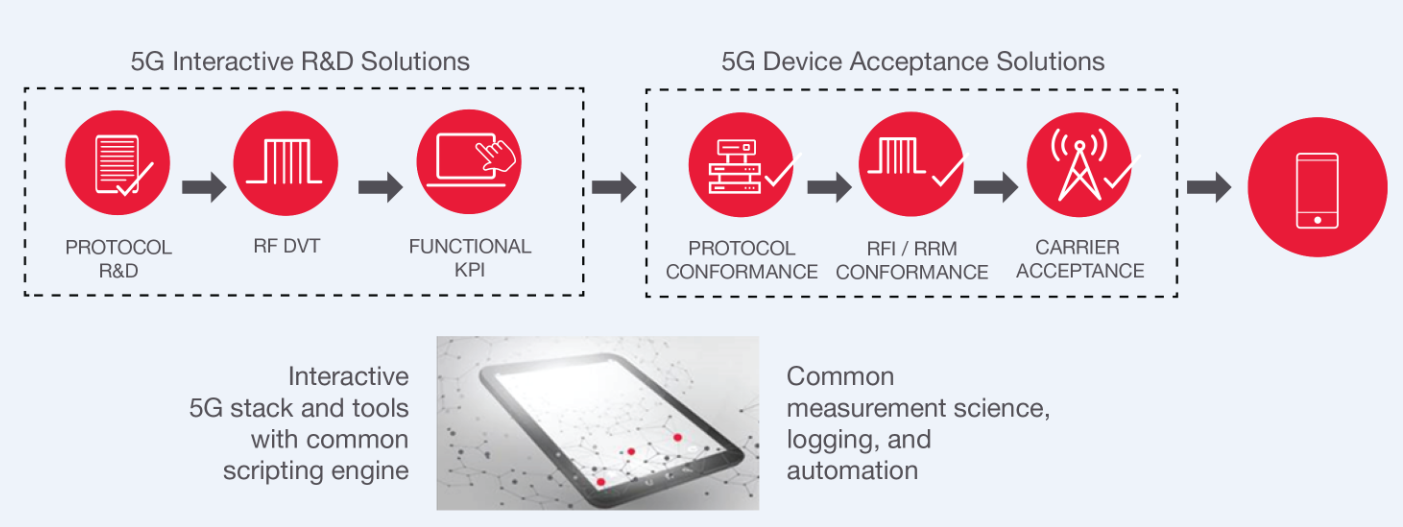 5G Interactive R&D Solutions
5G Device Acceptance Solutions
PROTOCOL
R&D
RF DVT
FUNCTIONAL
KPI
PROTOCOL
CONFORMANCE
RFI / RRM
CONFORMANCE
CARRIER
ACCEPTANCE
Interactive
5G stack and tools
with common
scripting engine
Common
measurement science,
logging, and
automation